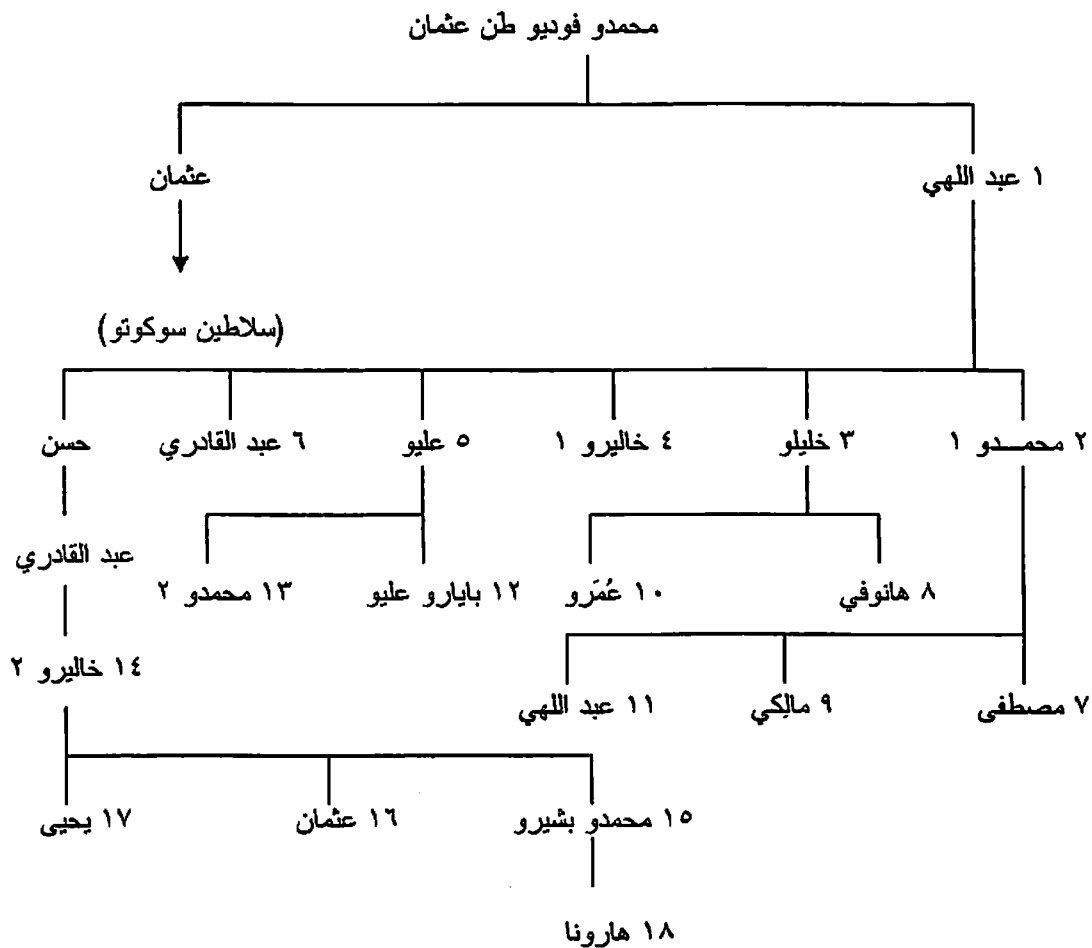 محمدو فوديو طن عثمان
١ عبد اللهي عثمان
(سلاطين سوكوتو)
٢ محمدو ١ ٣ خليلو ٤ خاليرو ١ ٥ عليو ٦ عبد القادري حسن
عبد القادري
٨ هانوفي ١٠ عُمَرو ١٢ بايارو عليو ١٣ محمدو ٢
١٤ خاليرو ٢
٧ مصطفى ٩ مالِكي ١١ عبد اللهي
١٥ محمدو بشيرو ١٦ عثمان ١٧ يحيى
١٨ هارونا